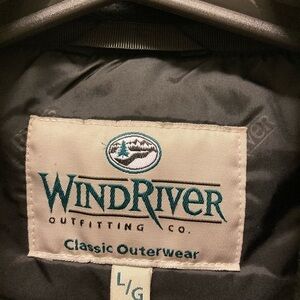 WINDRIVER
OUTFITTING CO.
Classic Outerwear
L/G